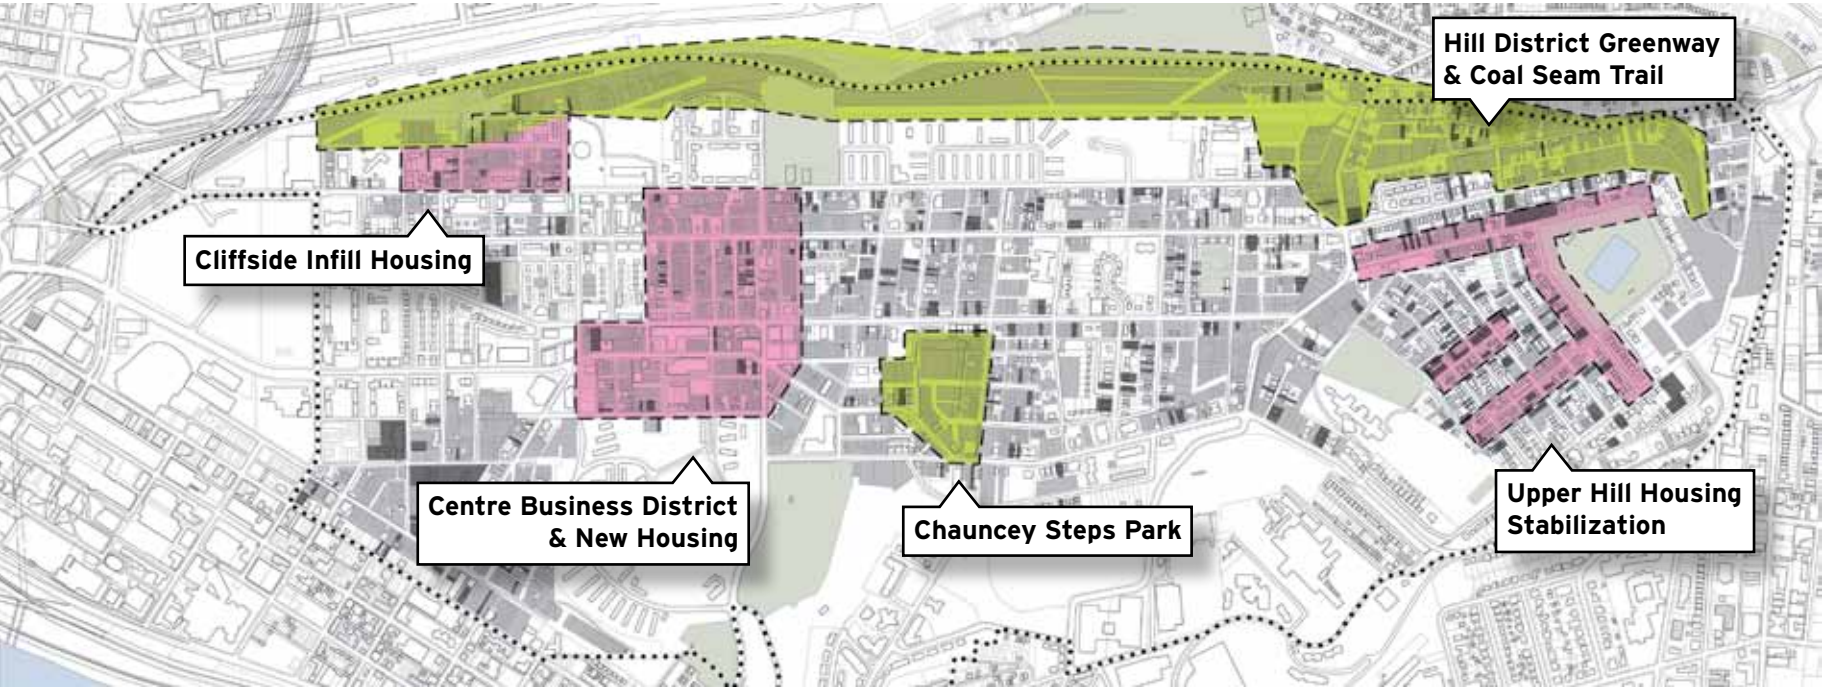 Hill District Greenway
& Coal Seam Trail
Cliffside Infill Housing
Centre Business District
& New Housing
Chauncey Steps Park
Upper Hill Housing
Stabilization